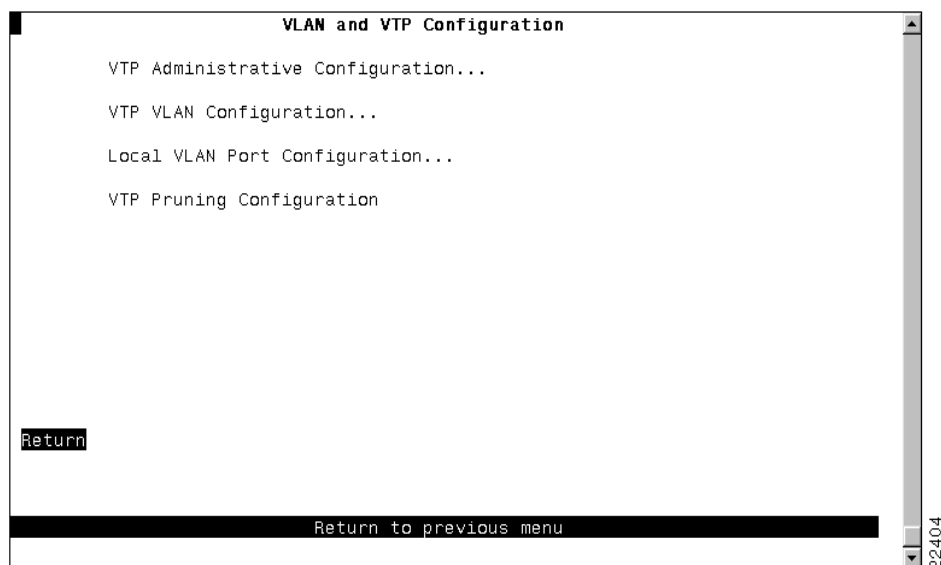 VLAN and VTP Configuration
VTP Administrative Configuration...
VTP VLAN Configuration...
Local VLAN Port Configuration...
VTP Pruning Configuration
Return
Return to previous menu
22404